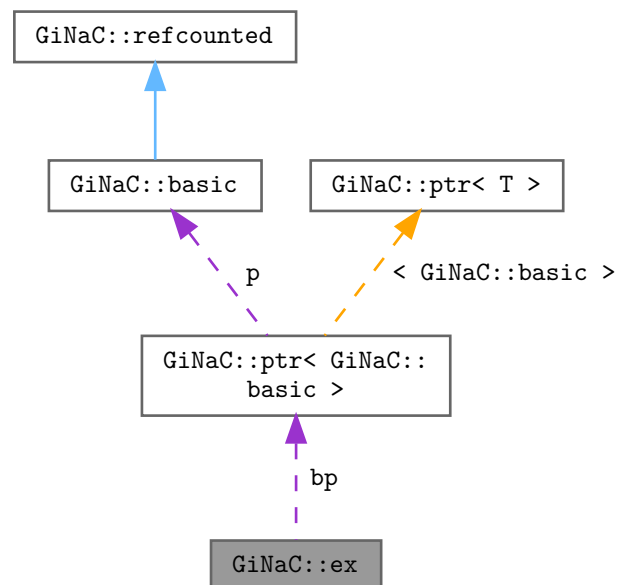 GiNaC::refcounted
GiNaC::basic
GiNaC::ptr< T >
p
< GiNaC::basic >
GiNaC::ptr< GiNaC::
basic >
bp
GiNaC::ex